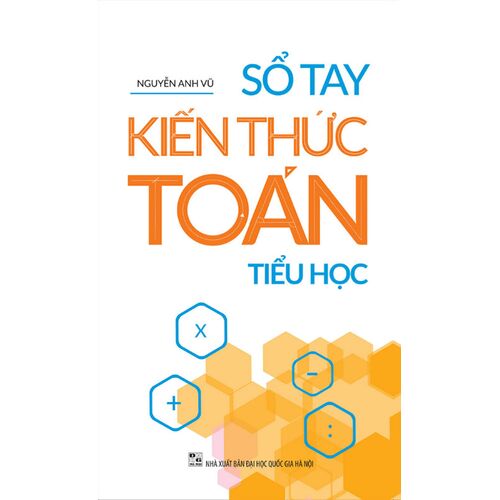 NGUYỄN ANH VŨ
SỔ TAY
KIẾN THỨC
TOÁN
TIỂU HỌC
x
-
+
:
NHÀ XUẤT BẢN ĐẠI HỌC QUỐC GIA HÀ NỘI